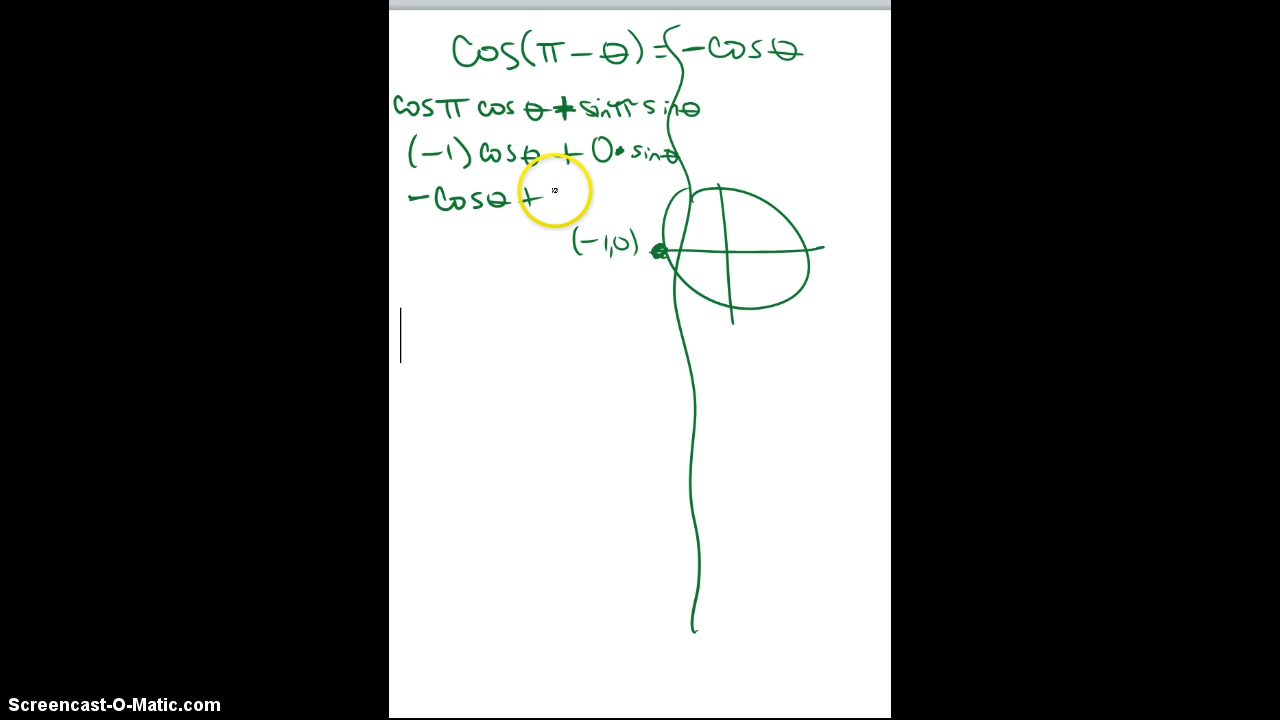 cos(π-θ) = -cosθ
cosπ cosθ + sinπ sinθ
(-1) cosθ + 0・sinθ
-cosθ +
(-1,0)
Screencast-O-Matic.com